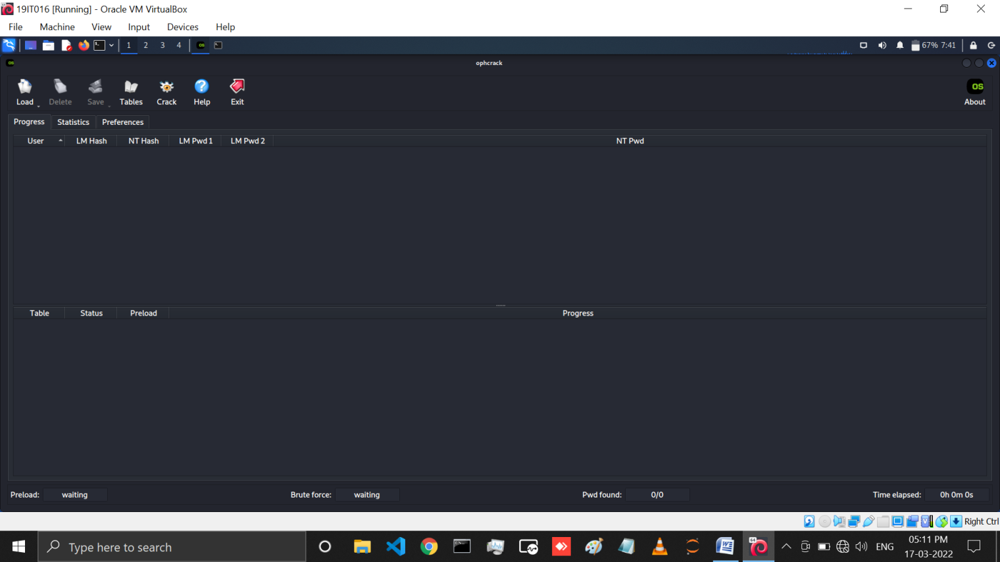 19IT016 [Running] - Oracle VM VirtualBox
File Machine View Input Devices Help
1 2 3 4 67% 7:41
ophcrack
Load Delete Save Tables Crack Help Exit
OS
About
Progress Statistics Preferences
User LM Hash NT Hash LM Pwd 1 LM Pwd 2 NT Pwd
Table Status Preload Progress
Preload: waiting Brute force: waiting Pwd found: 0/0 Time elapsed: 0h 0m 0s
Right Ctrl
Type here to search
ENG
05:11 PM
17-03-2022